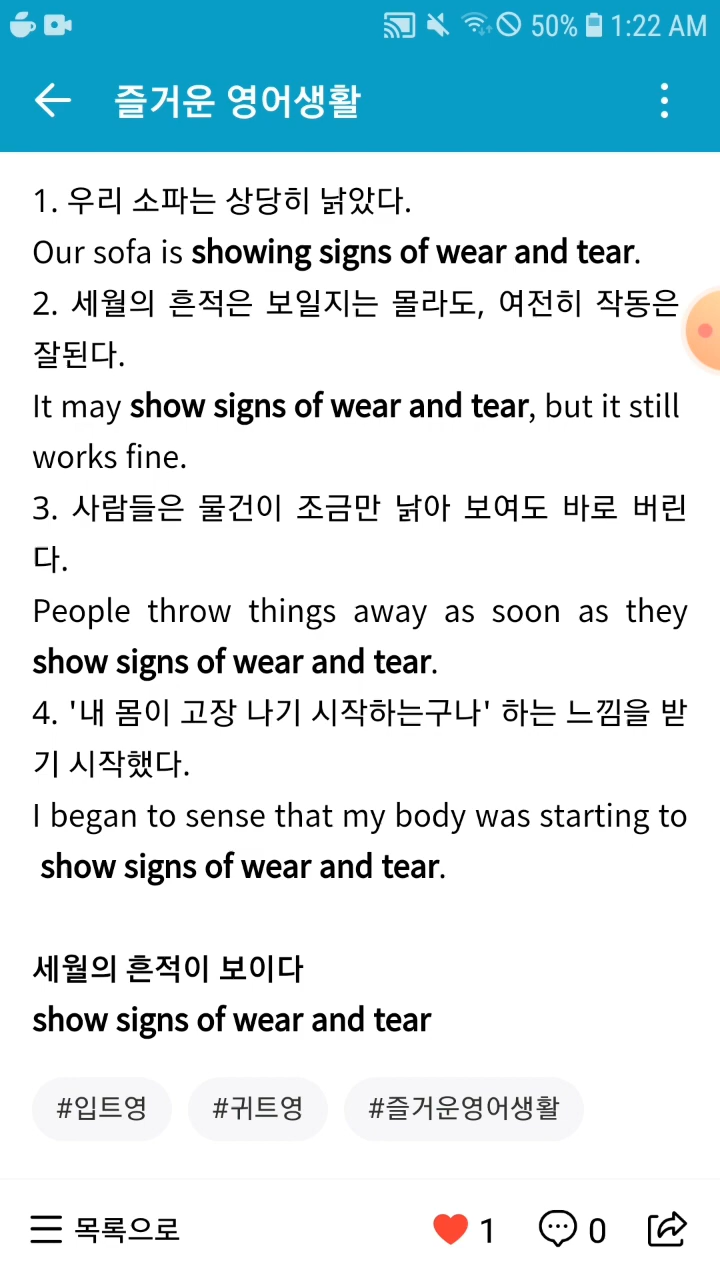 50% 1:22 AM
즐거운 영어생활
1. 우리 소파는 상당히 낡았다.
Our sofa is showing signs of wear and tear.
2. 세월의 흔적은 보일지는 몰라도, 여전히 작동은
잘된다.
It may show signs of wear and tear, but it still
works fine.
3. 사람들은 물건이 조금만 낡아 보여도 바로 버린
다.
People throw things away as soon as they
show signs of wear and tear.
4. '내 몸이 고장 나기 시작하는구나' 하는 느낌을 받
기 시작했다.
I began to sense that my body was starting to
show signs of wear and tear.
세월의 흔적이 보이다
show signs of wear and tear
#입트영 #귀트영 #즐거운영어생활
목록으로 1 0